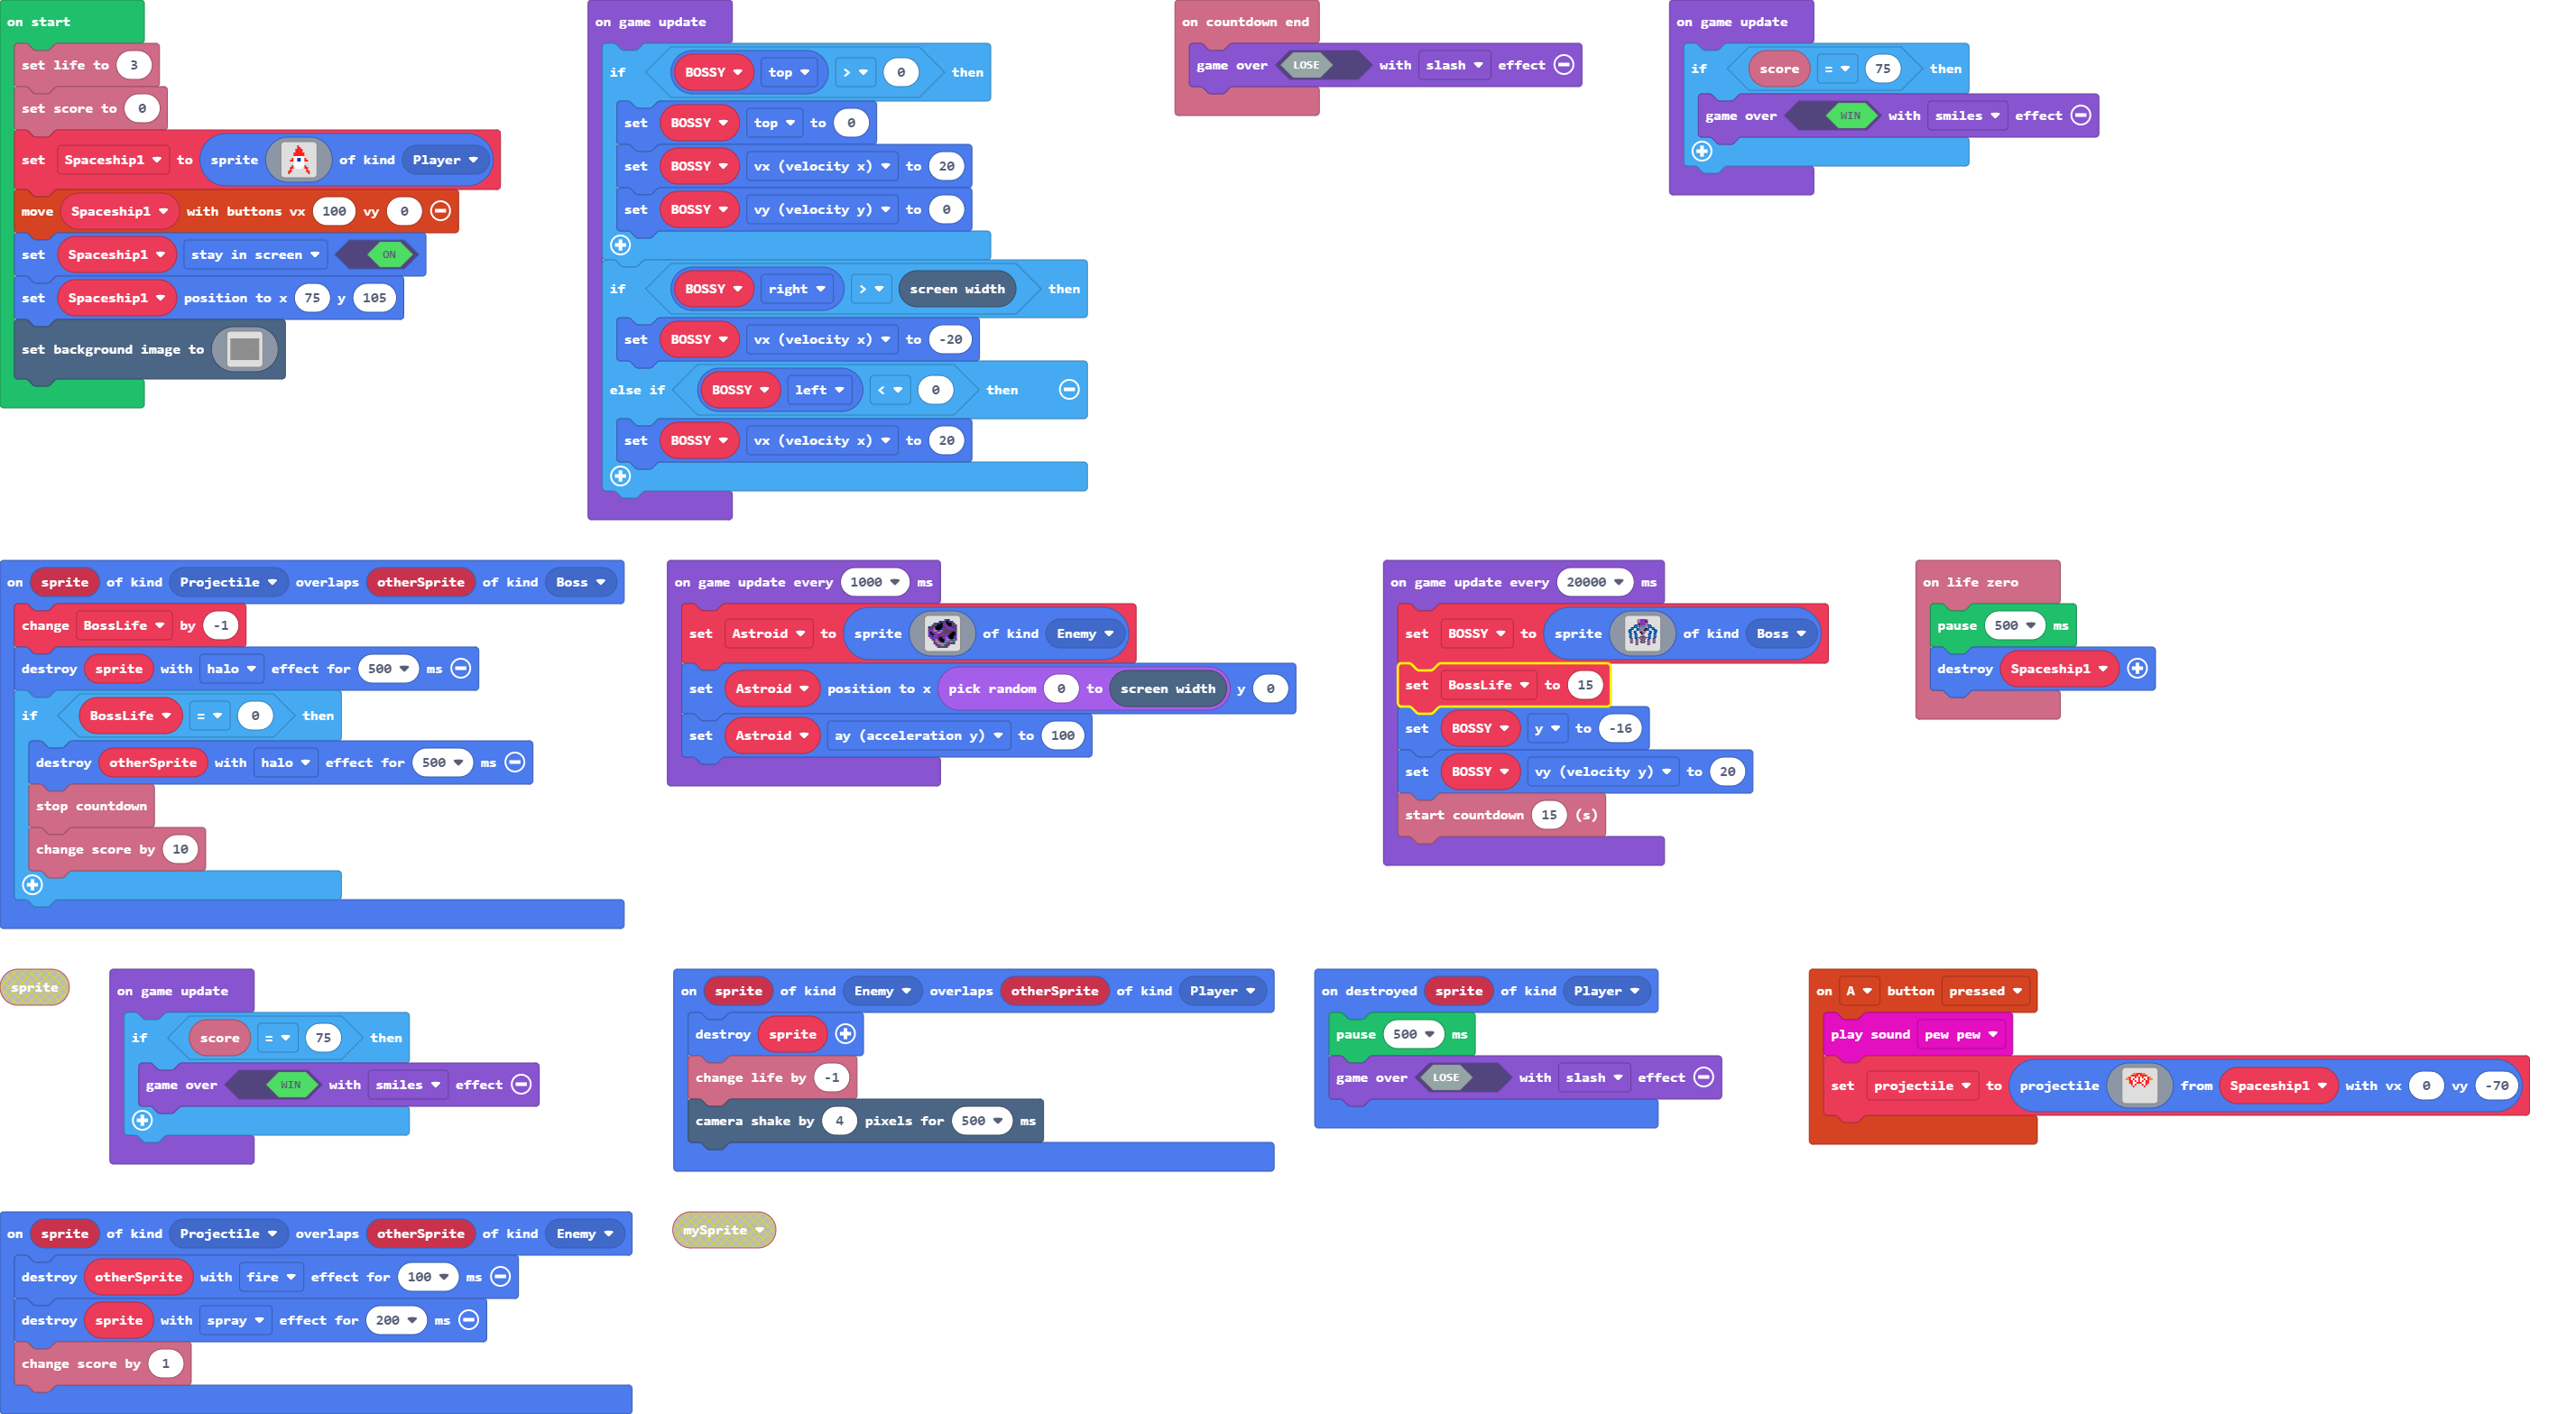 on start
set life to 3
set score to 0
set Spaceship1 to sprite of kind Player
move Spaceship1 with buttons vx 100 vy 0
set Spaceship1 stay in screen ON
set Spaceship1 position to x 75 y 105
set background image to
on game update
if BOSSY top > 0 then
set BOSSY top to 0
set BOSSY vx (velocity x) to 20
set BOSSY vy (velocity y) to 0
if BOSSY right > screen width then
set BOSSY vx (velocity x) to -20
else if BOSSY left < 0 then
set BOSSY vx (velocity x) to 20
on countdown end
game over LOSE with slash effect
on game update
if score = 75 then
game over WIN with smiles effect
on sprite of kind Projectile overlaps otherSprite of kind Boss
change BossLife by -1
destroy sprite with halo effect for 500 ms
if BossLife = 0 then
destroy otherSprite with halo effect for 500 ms
stop countdown
change score by 10
on game update every 1000 ms
set Astroid to sprite of kind Enemy
set Astroid position to x pick random 0 to screen width y 0
set Astroid ay (acceleration y) to 100
on game update every 20000 ms
set BOSSY to sprite of kind Boss
set BossLife to 15
set BOSSY y to -16
set BOSSY vy (velocity y) to 20
start countdown 15 (s)
on life zero
pause 500 ms
destroy Spaceship1
sprite
on game update
if score = 75 then
game over WIN with smiles effect
on sprite of kind Enemy overlaps otherSprite of kind Player
destroy sprite
change life by -1
camera shake by 4 pixels for 500 ms
on destroyed sprite of kind Player
pause 500 ms
game over LOSE with slash effect
on A button pressed
play sound pew pew
set projectile to projectile from Spaceship1 with vx 0 vy -70
on sprite of kind Projectile overlaps otherSprite of kind Enemy
destroy otherSprite with fire effect for 100 ms
destroy sprite with spray effect for 200 ms
change score by 1
mySprite